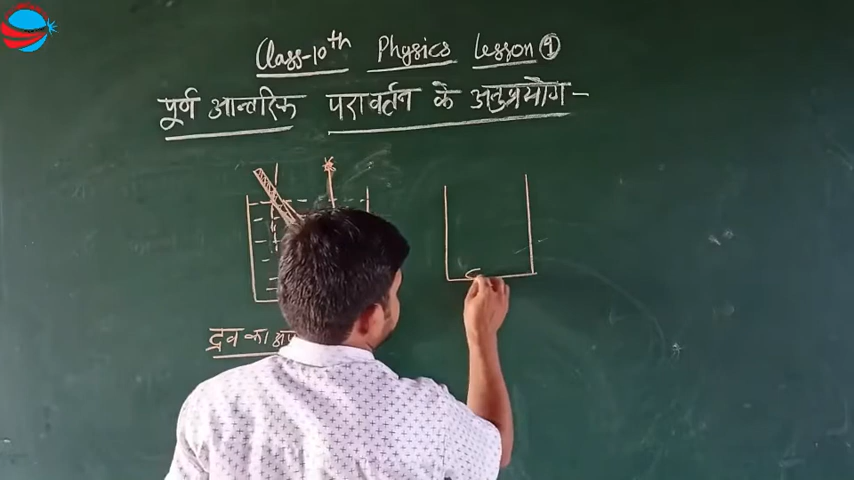 Class-10th Physics Lesson ①
पूर्ण आन्तरिक परावर्तन के अनुप्रयोग -
द्रव का